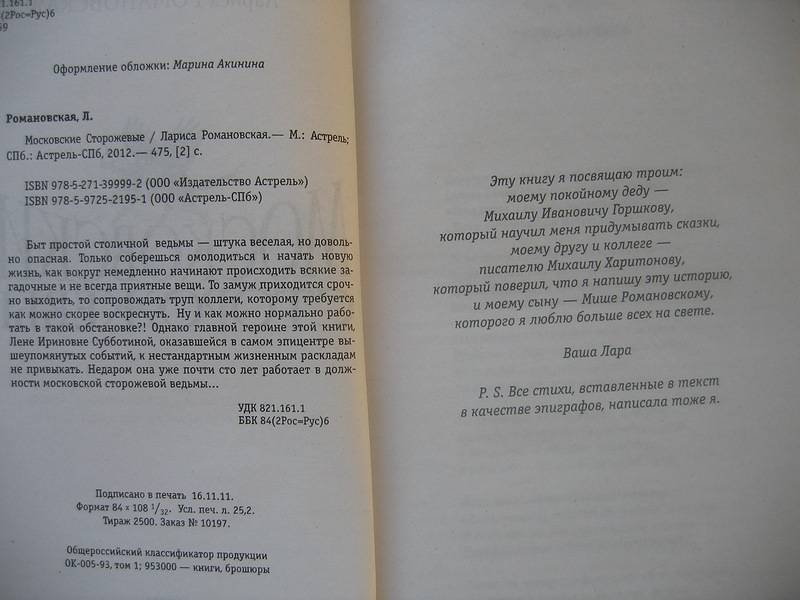 1.161.1
(2Рос=Рус)6
Оформление обложки: Марина Акинина
Романовская, Л.
Московские Сторожевые / Лариса Романовская.— М.: Астрель;
СПб.: Астрель-СПб, 2012.— 475, [2] с.
ISBN 978-5-271-39999-2 (ООО «Издательство Астрель»)
ISBN 978-5-9725-2195-1 (ООО «Астрель-СПб»)
Быт простой столичной ведьмы — штука веселая, но доволь-
но опасная. Только соберешься омолодиться и начать новую
жизнь, как вокруг немедленно начинают происходить всякие за-
гадочные и не всегда приятные вещи. То замуж приходится сроч-
но выходить, то сопровождать труп коллеги, которому требуется
как можно скорее воскреснуть. Ну и как можно нормально рабо-
тать в такой обстановке?! Однако главной героине этой книги,
Лене Ириновне Субботиной, оказавшейся в самом эпицентре вы-
шеупомянутых событий, к нестандартным жизненным раскладам
не привыкать. Недаром она уже почти сто лет работает в долж-
ности московской сторожевой ведьмы...
УДК 821.161.1
ББК 84(2Рос=Рус)6
Подписано в печать 16.11.11.
Формат 84 × 108 1/32. Усл. печ. л. 25,2.
Тираж 2500. Заказ № 10197.
Общероссийский классификатор продукции
ОК-005-93, том 1; 953000 — книги, брошюры
Эту книгу я посвящаю троим:
моему покойному деду —
Михаилу Ивановичу Горшкову,
который научил меня придумывать сказки,
моему другу и коллеге —
писателю Михаилу Харитонову,
который поверил, что я напишу эту историю,
и моему сыну — Мише Романовскому,
которого я люблю больше всех на свете.
Ваша Лара
P. S. Все стихи, вставленные в текст
в качестве эпиграфов, написала тоже я.